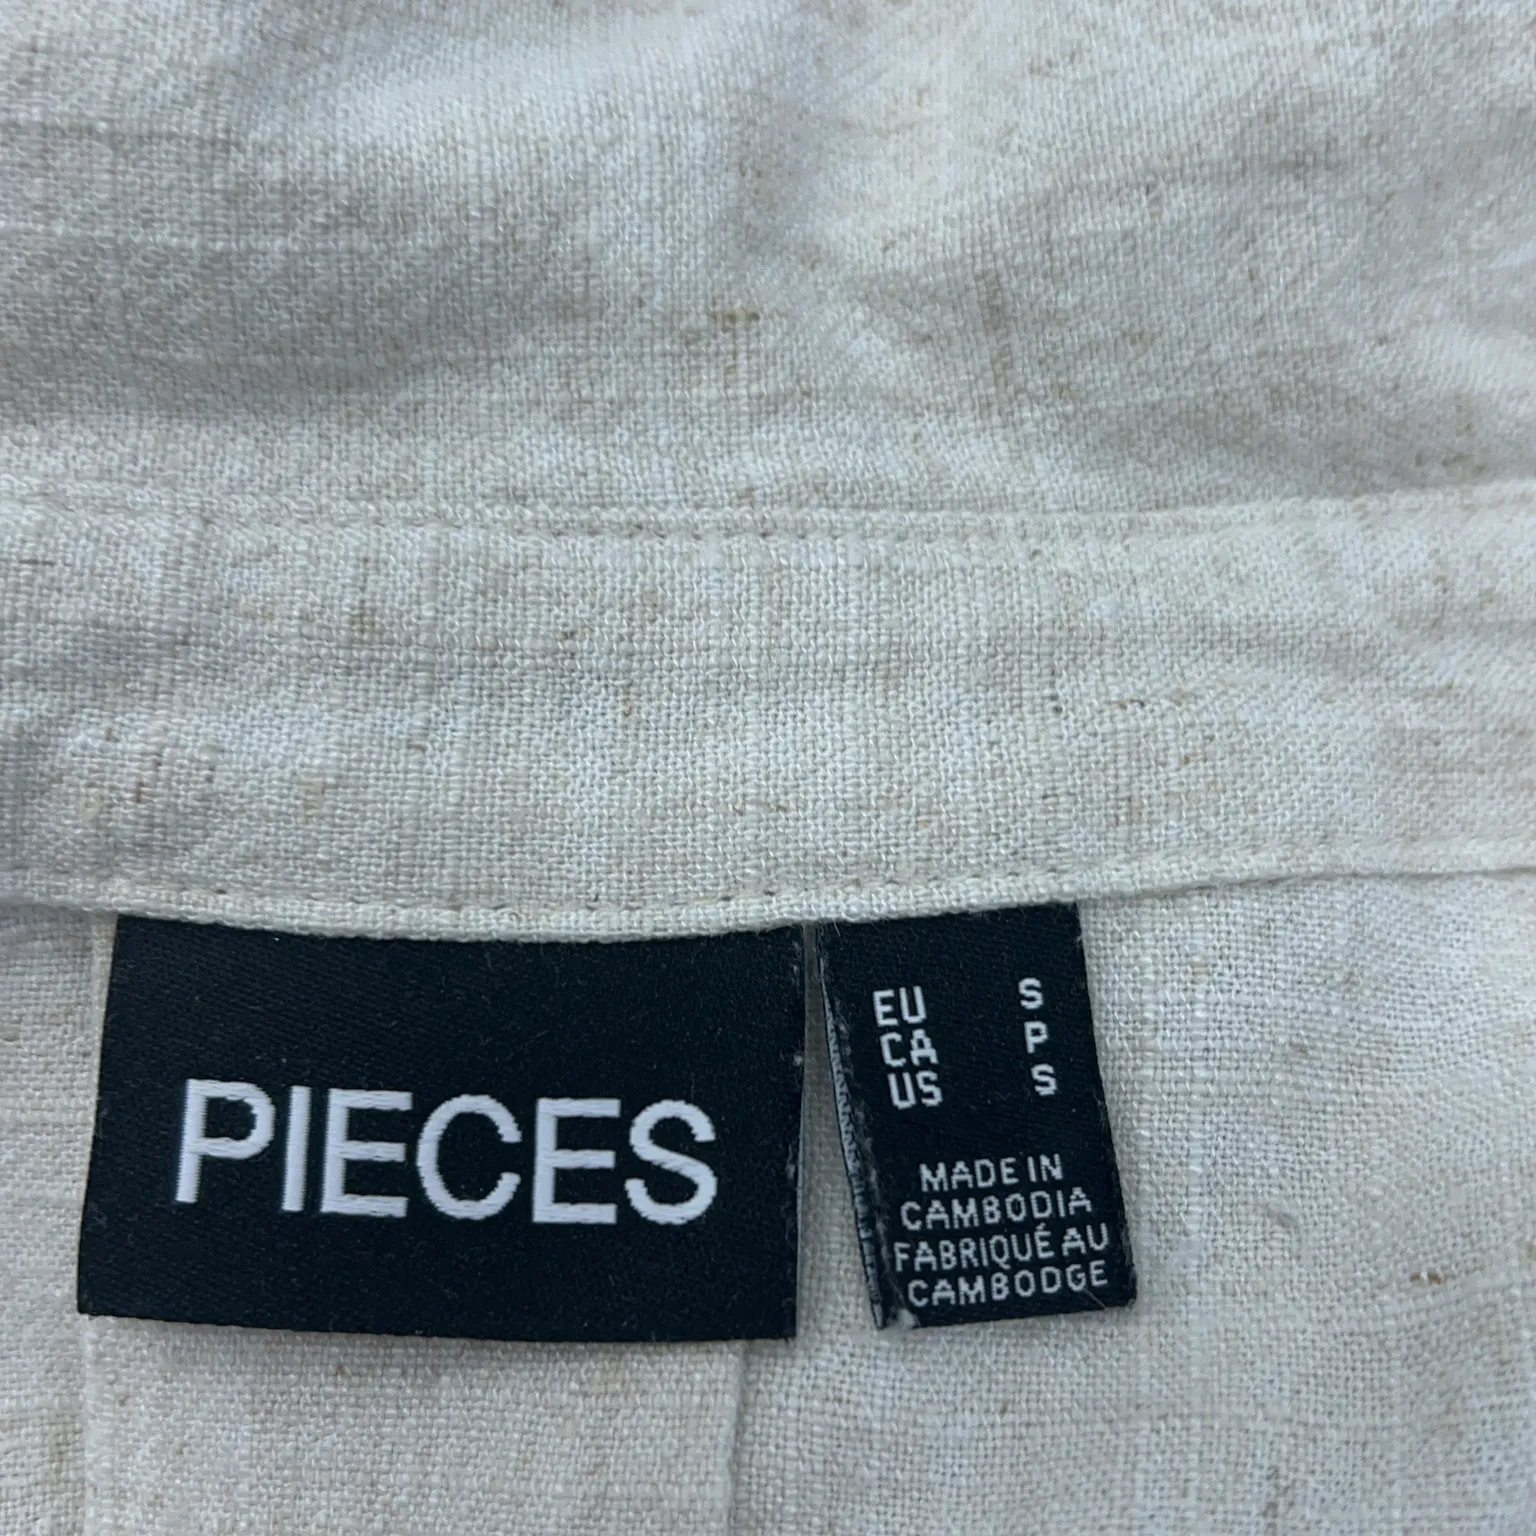 PIECES
EU S
CA P
US S
MADE IN
CAMBODIA
FABRIQUÉ AU
CAMBODGE